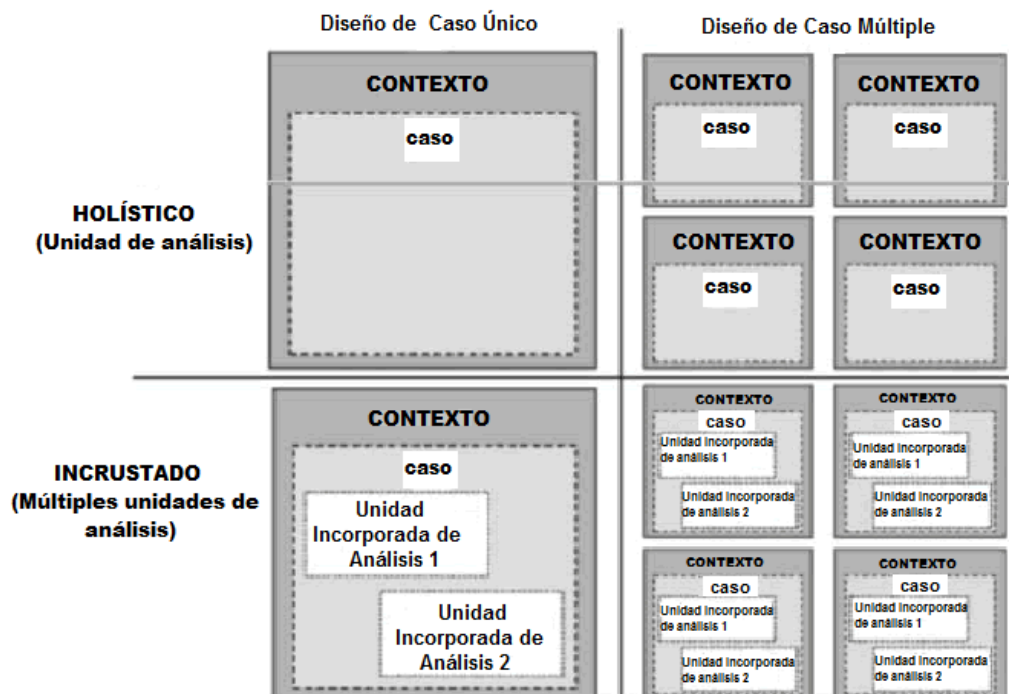 Diseño de Caso Único
Diseño de Caso Múltiple
CONTEXTO
caso
CONTEXTO
caso
CONTEXTO
caso
HOLÍSTICO
(Unidad de análisis)
CONTEXTO
caso
CONTEXTO
caso
INCRUSTADO
(Múltiples unidades de
análisis)
CONTEXTO
caso
Unidad
Incorporada de
Análisis 1
Unidad
Incorporada de
Análisis 2
CONTEXTO
caso
Unidad Incorporada
de análisis 1
Unidad Incorporada
de análisis 2
CONTEXTO
caso
Unidad Incorporada
de análisis 1
Unidad Incorporada
de análisis 2
CONTEXTO
caso
Unidad Incorporada
de análisis 1
Unidad Incorporada
de análisis 2
CONTEXTO
caso
Unidad Incorporada
de análisis 1
Unidad Incorporada
de análisis 2